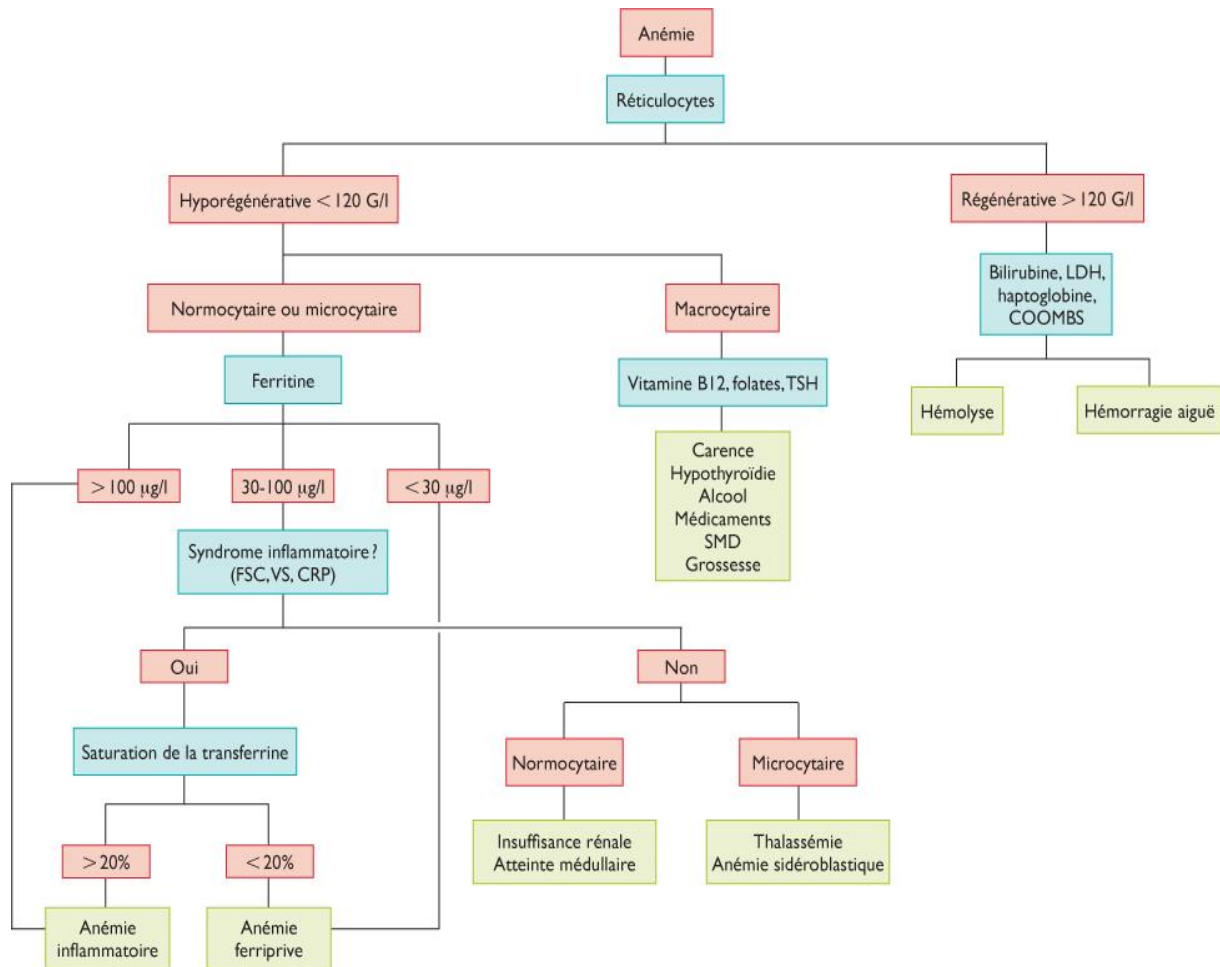 Anémie
Réticulocytes
Hyporégénérative < 120 G/l
Régénérative > 120 G/l
Bilirubine, LDH,
haptoglobine,
COOMBS
Normocytaire ou microcytaire
Macrocytaire
Ferritine
Vitamine B12, folates, TSH
Hémolyse
Hémorragie aiguë
Carence
Hypothyroïdie
Alcool
Médicaments
SMD
Grossesse
> 100 µg/l
30-100 µg/l
< 30 µg/l
Syndrome inflammatoire ?
(FSC, VS, CRP)
Oui
Non
Saturation de la transferrine
Normocytaire
Microcytaire
Insuffisance rénale
Atteinte médullaire
Thalassémie
Anémie sidéroblastique
> 20%
< 20%
Anémie
inflammatoire
Anémie
ferriprive